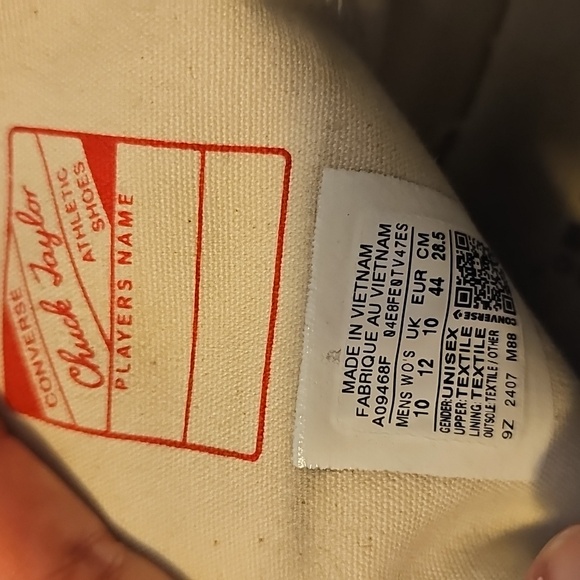 CONVERSE
Chuck Taylor
ATHLETIC
SHOES
PLAYERS NAME
MADE IN VIETNAM
FABRIQUE AU VIETNAM
A09468F 04E8FE0TV47ES
MENS WO'S UK EUR CM
10 12 10 44 28.5
GENDER:UNISEX
UPPER:TEXTILE
LINING:TEXTILE
OUTSOLE:TEXTILE/OTHER
9Z 2407 M88
CONVERSE